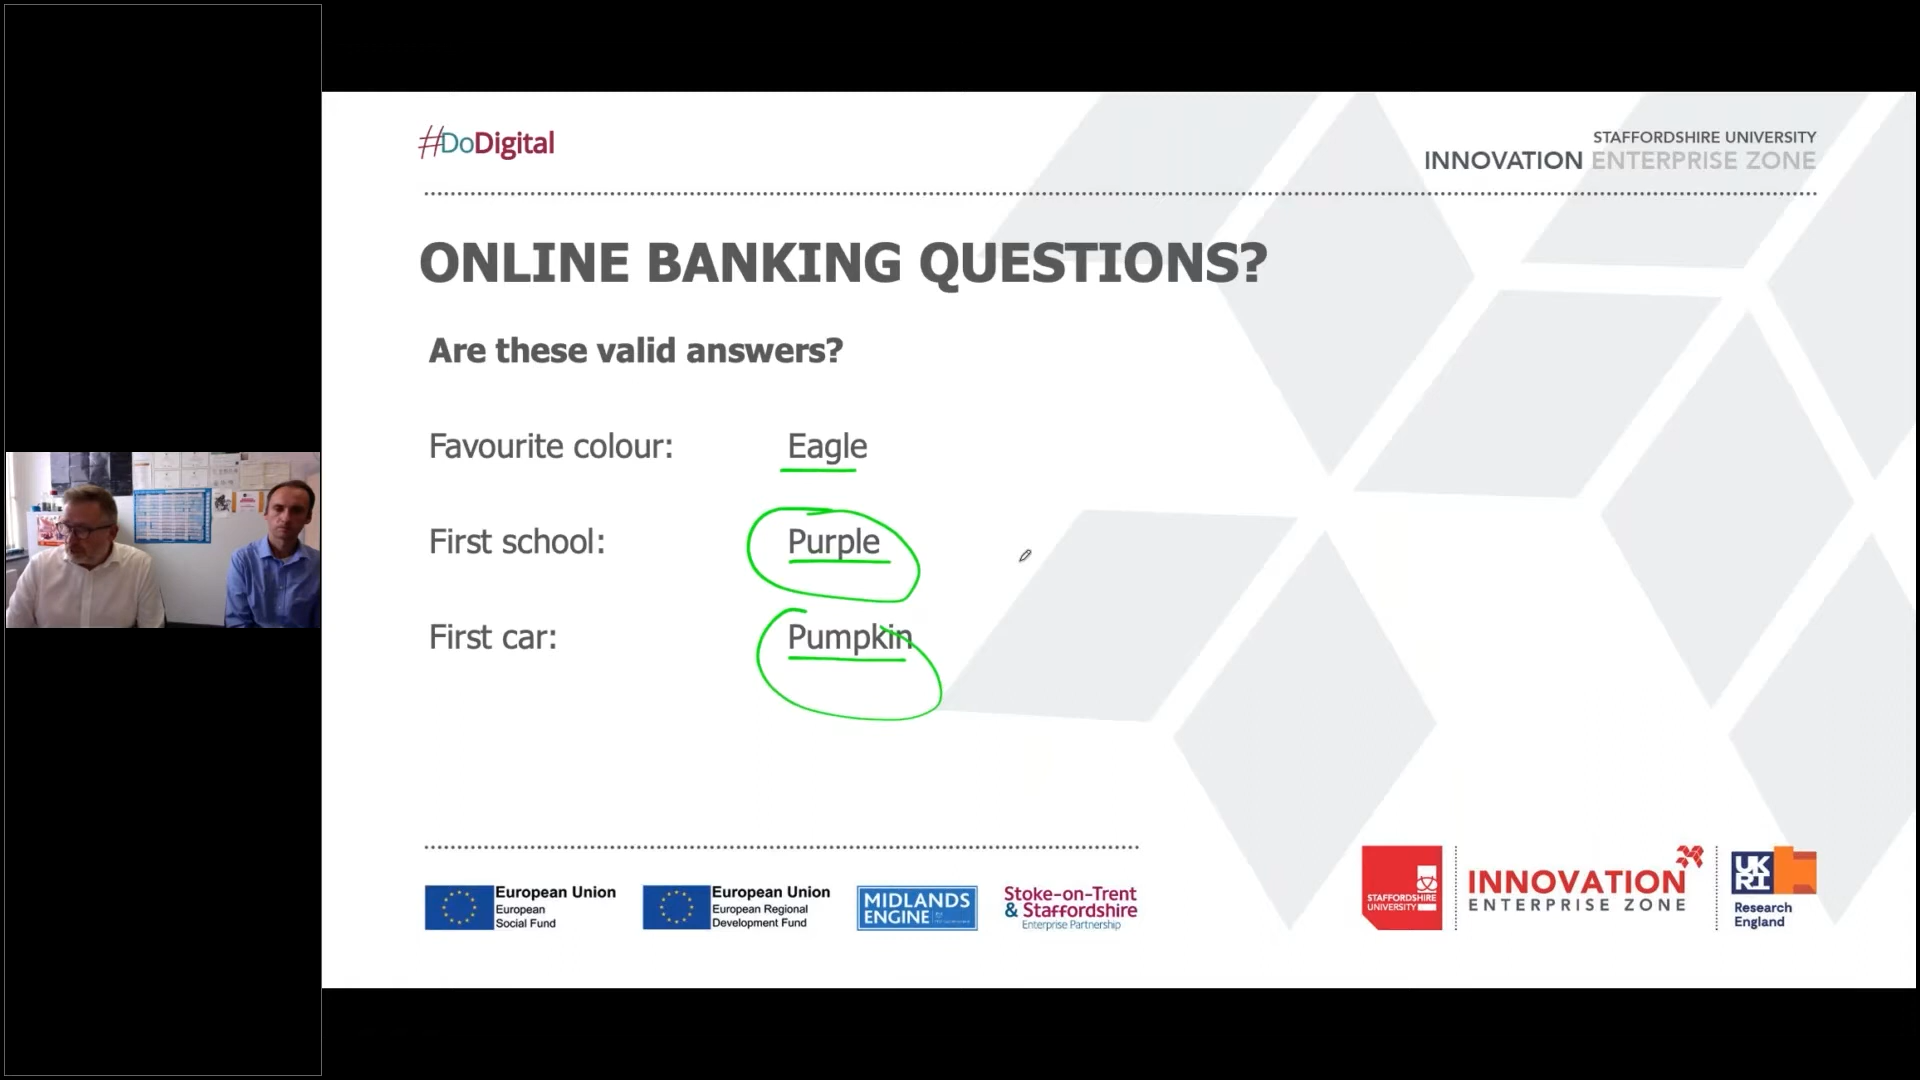 #DoDigital
STAFFORDSHIRE UNIVERSITY
INNOVATION ENTERPRISE ZONE
ONLINE BANKING QUESTIONS?
Are these valid answers?
Favourite colour: Eagle
First school: Purple
First car: Pumpkin
European Union
European
Social Fund
European Union
European Regional
Development Fund
MIDLANDS
ENGINE
Stoke-on-Trent
& Staffordshire
Enterprise Partnership
STAFFORDSHIRE
UNIVERSITY
INNOVATION
ENTERPRISE ZONE
UK
RI
Research
England